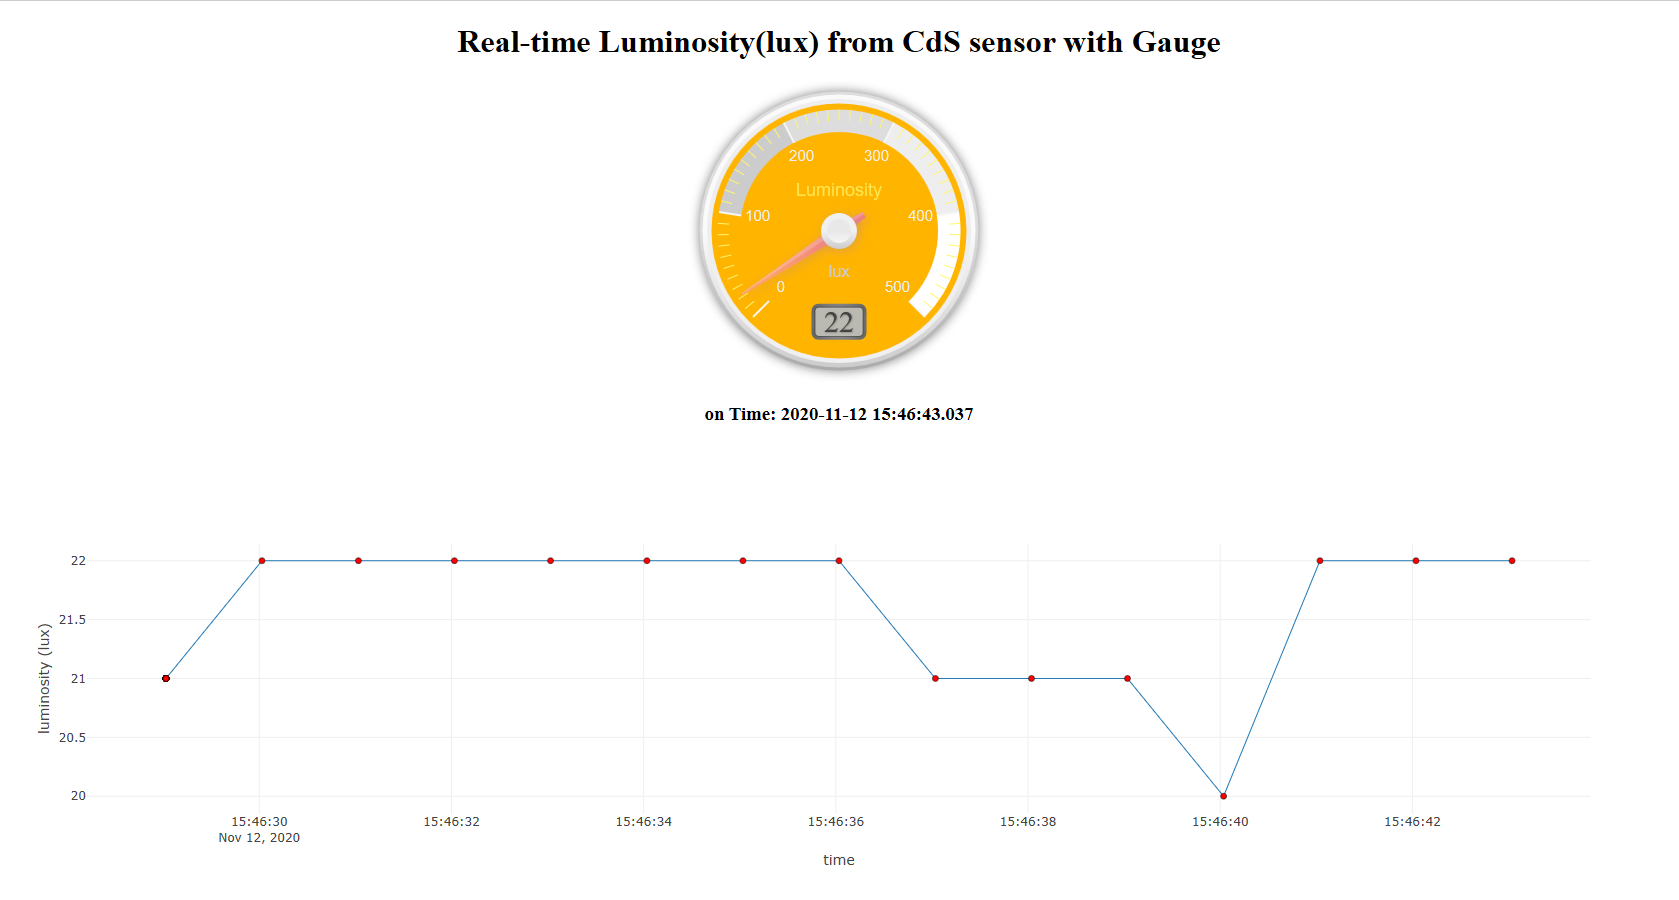 Real-time Luminosity(lux) from CdS sensor with Gauge
200 300
Luminosity
100 400
lux
0 500
22
on Time: 2020-11-12 15:46:43.037
22
21.5
21
20.5
20
luminosity (lux)
15:46:30 15:46:32 15:46:34 15:46:36 15:46:38 15:46:40 15:46:42
Nov 12, 2020
time